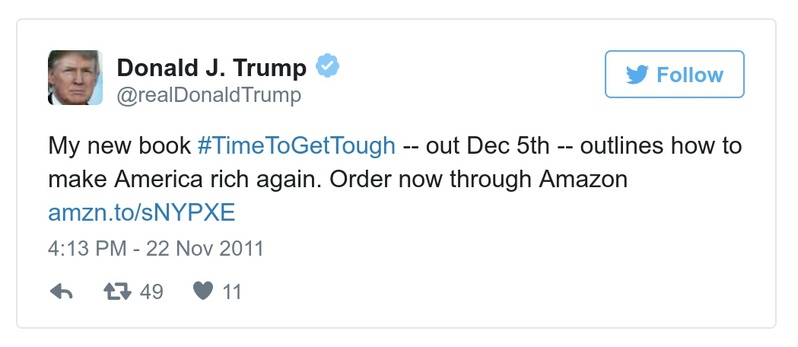 Donald J. Trump
@realDonaldTrump
Follow
My new book #TimeToGetTough -- out Dec 5th -- outlines how to
make America rich again. Order now through Amazon
amzn.to/sNYPXE
4:13 PM - 22 Nov 2011
49 11